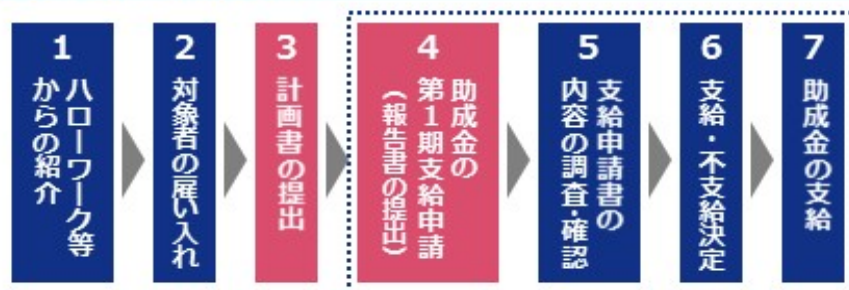 1
ハローワーク等
からの紹介
2
対象者の雇い入れ
3
計画書の提出
4
助成金の
第1期支給申請
（報告書の提出）
5
支給申請書の
内容の調査・確認
6
支給・不支給決定
7
助成金の支給